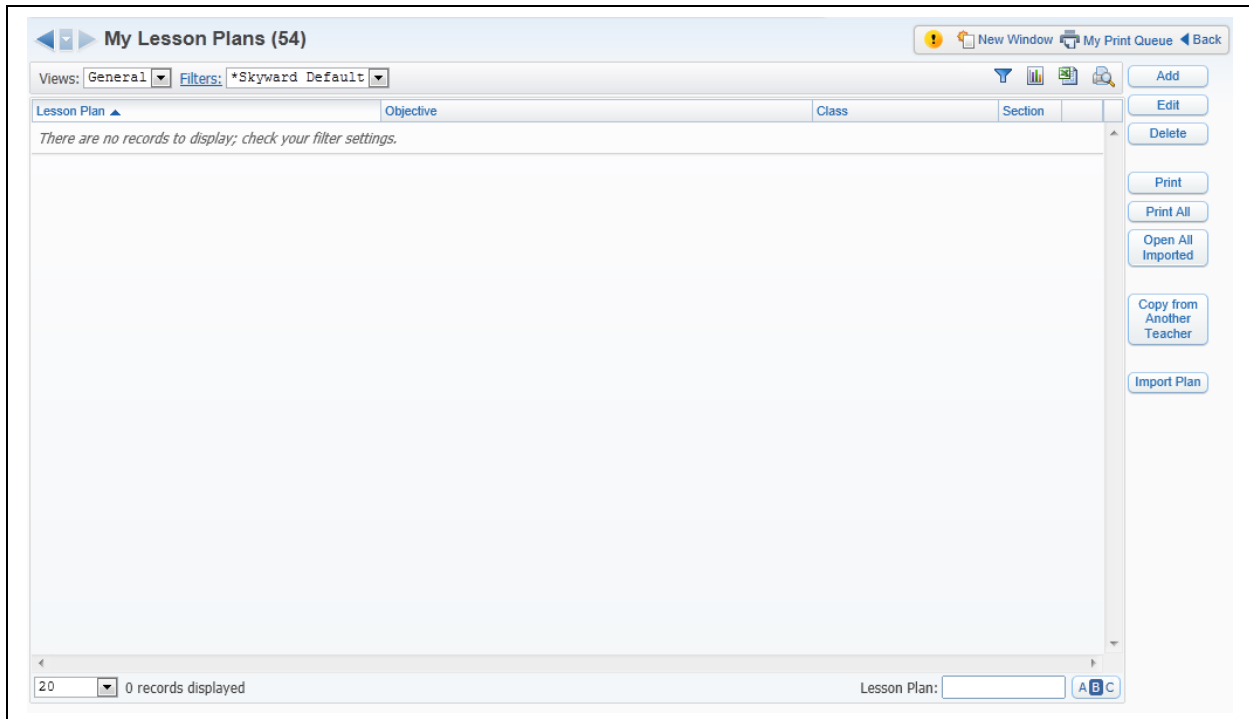 My Lesson Plans (54)
New Window My Print Queue Back
Views: General Filters: *Skyward Default
Add
Lesson Plan Objective Class Section
Edit
There are no records to display; check your filter settings.
Delete
Print
Print All
Open All
Imported
Copy from
Another
Teacher
Import Plan
20 0 records displayed Lesson Plan: A B C